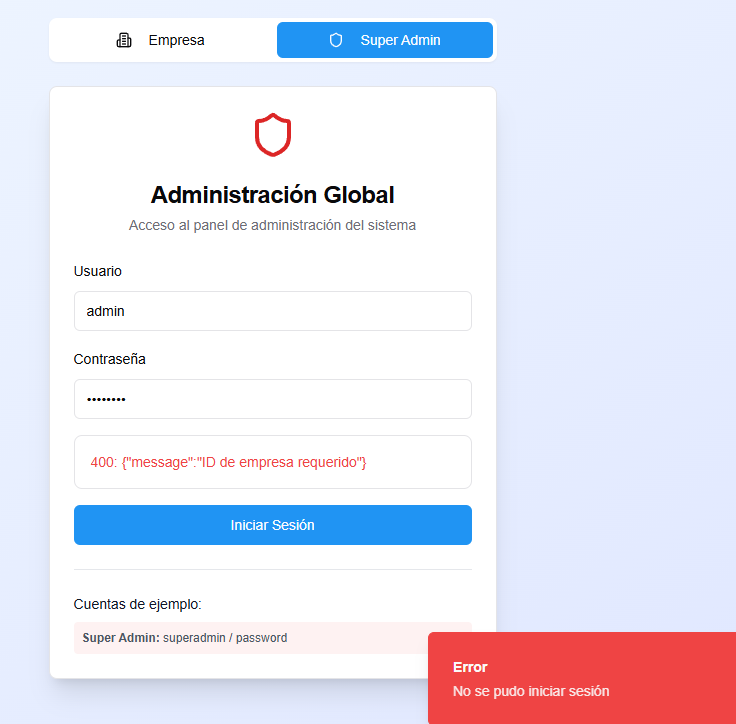 Empresa
Super Admin
Administración Global
Acceso al panel de administración del sistema
Usuario
admin
Contraseña
••••••••
400: {"message":"ID de empresa requerido"}
Iniciar Sesión
Cuentas de ejemplo:
Super Admin: superadmin / password
Error
No se pudo iniciar sesión